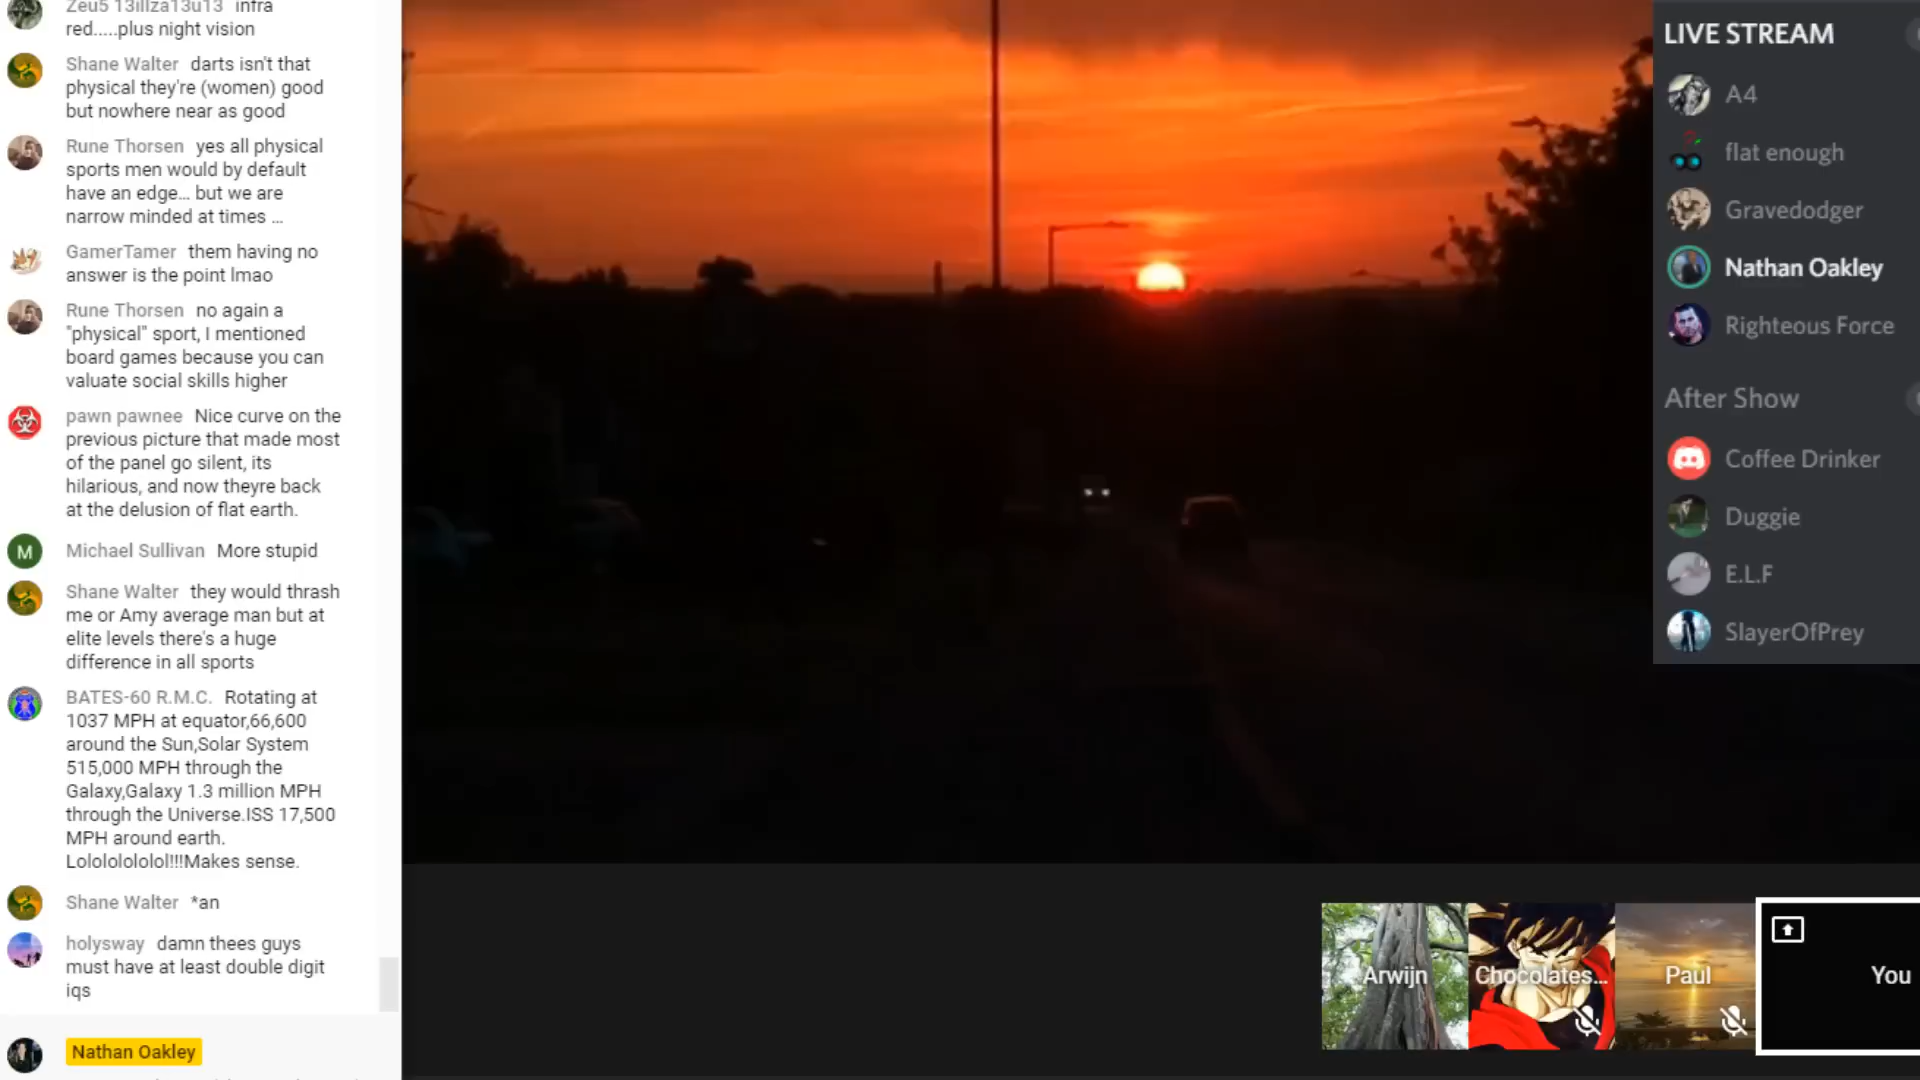 Zeu5 13illza13u13 infra
red.....plus night vision
Shane Walter darts isn't that
physical they're (women) good
but nowhere near as good
Rune Thorsen yes all physical
sports men would by default
have an edge... but we are
narrow minded at times ...
GamerTamer them having no
answer is the point lmao
Rune Thorsen no again a
"physical" sport, I mentioned
board games because you can
valuate social skills higher
pawn pawnee Nice curve on the
previous picture that made most
of the panel go silent, its
hilarious, and now theyre back
at the delusion of flat earth.
M
Michael Sullivan More stupid
Shane Walter they would thrash
me or Amy average man but at
elite levels there's a huge
difference in all sports
BATES-60 R.M.C. Rotating at
1037 MPH at equator,66,600
around the Sun,Solar System
515,000 MPH through the
Galaxy,Galaxy 1.3 million MPH
through the Universe.ISS 17,500
MPH around earth.
Lolololololol!!!Makes sense.
Shane Walter *an
holysway damn thees guys
must have at least double digit
iqs
Nathan Oakley
LIVE STREAM
A4
flat enough
Gravedodger
Nathan Oakley
Righteous Force
After Show
Coffee Drinker
Duggie
E.L.F
SlayerOfPrey
Arwijn
Chocolates...
Paul
You